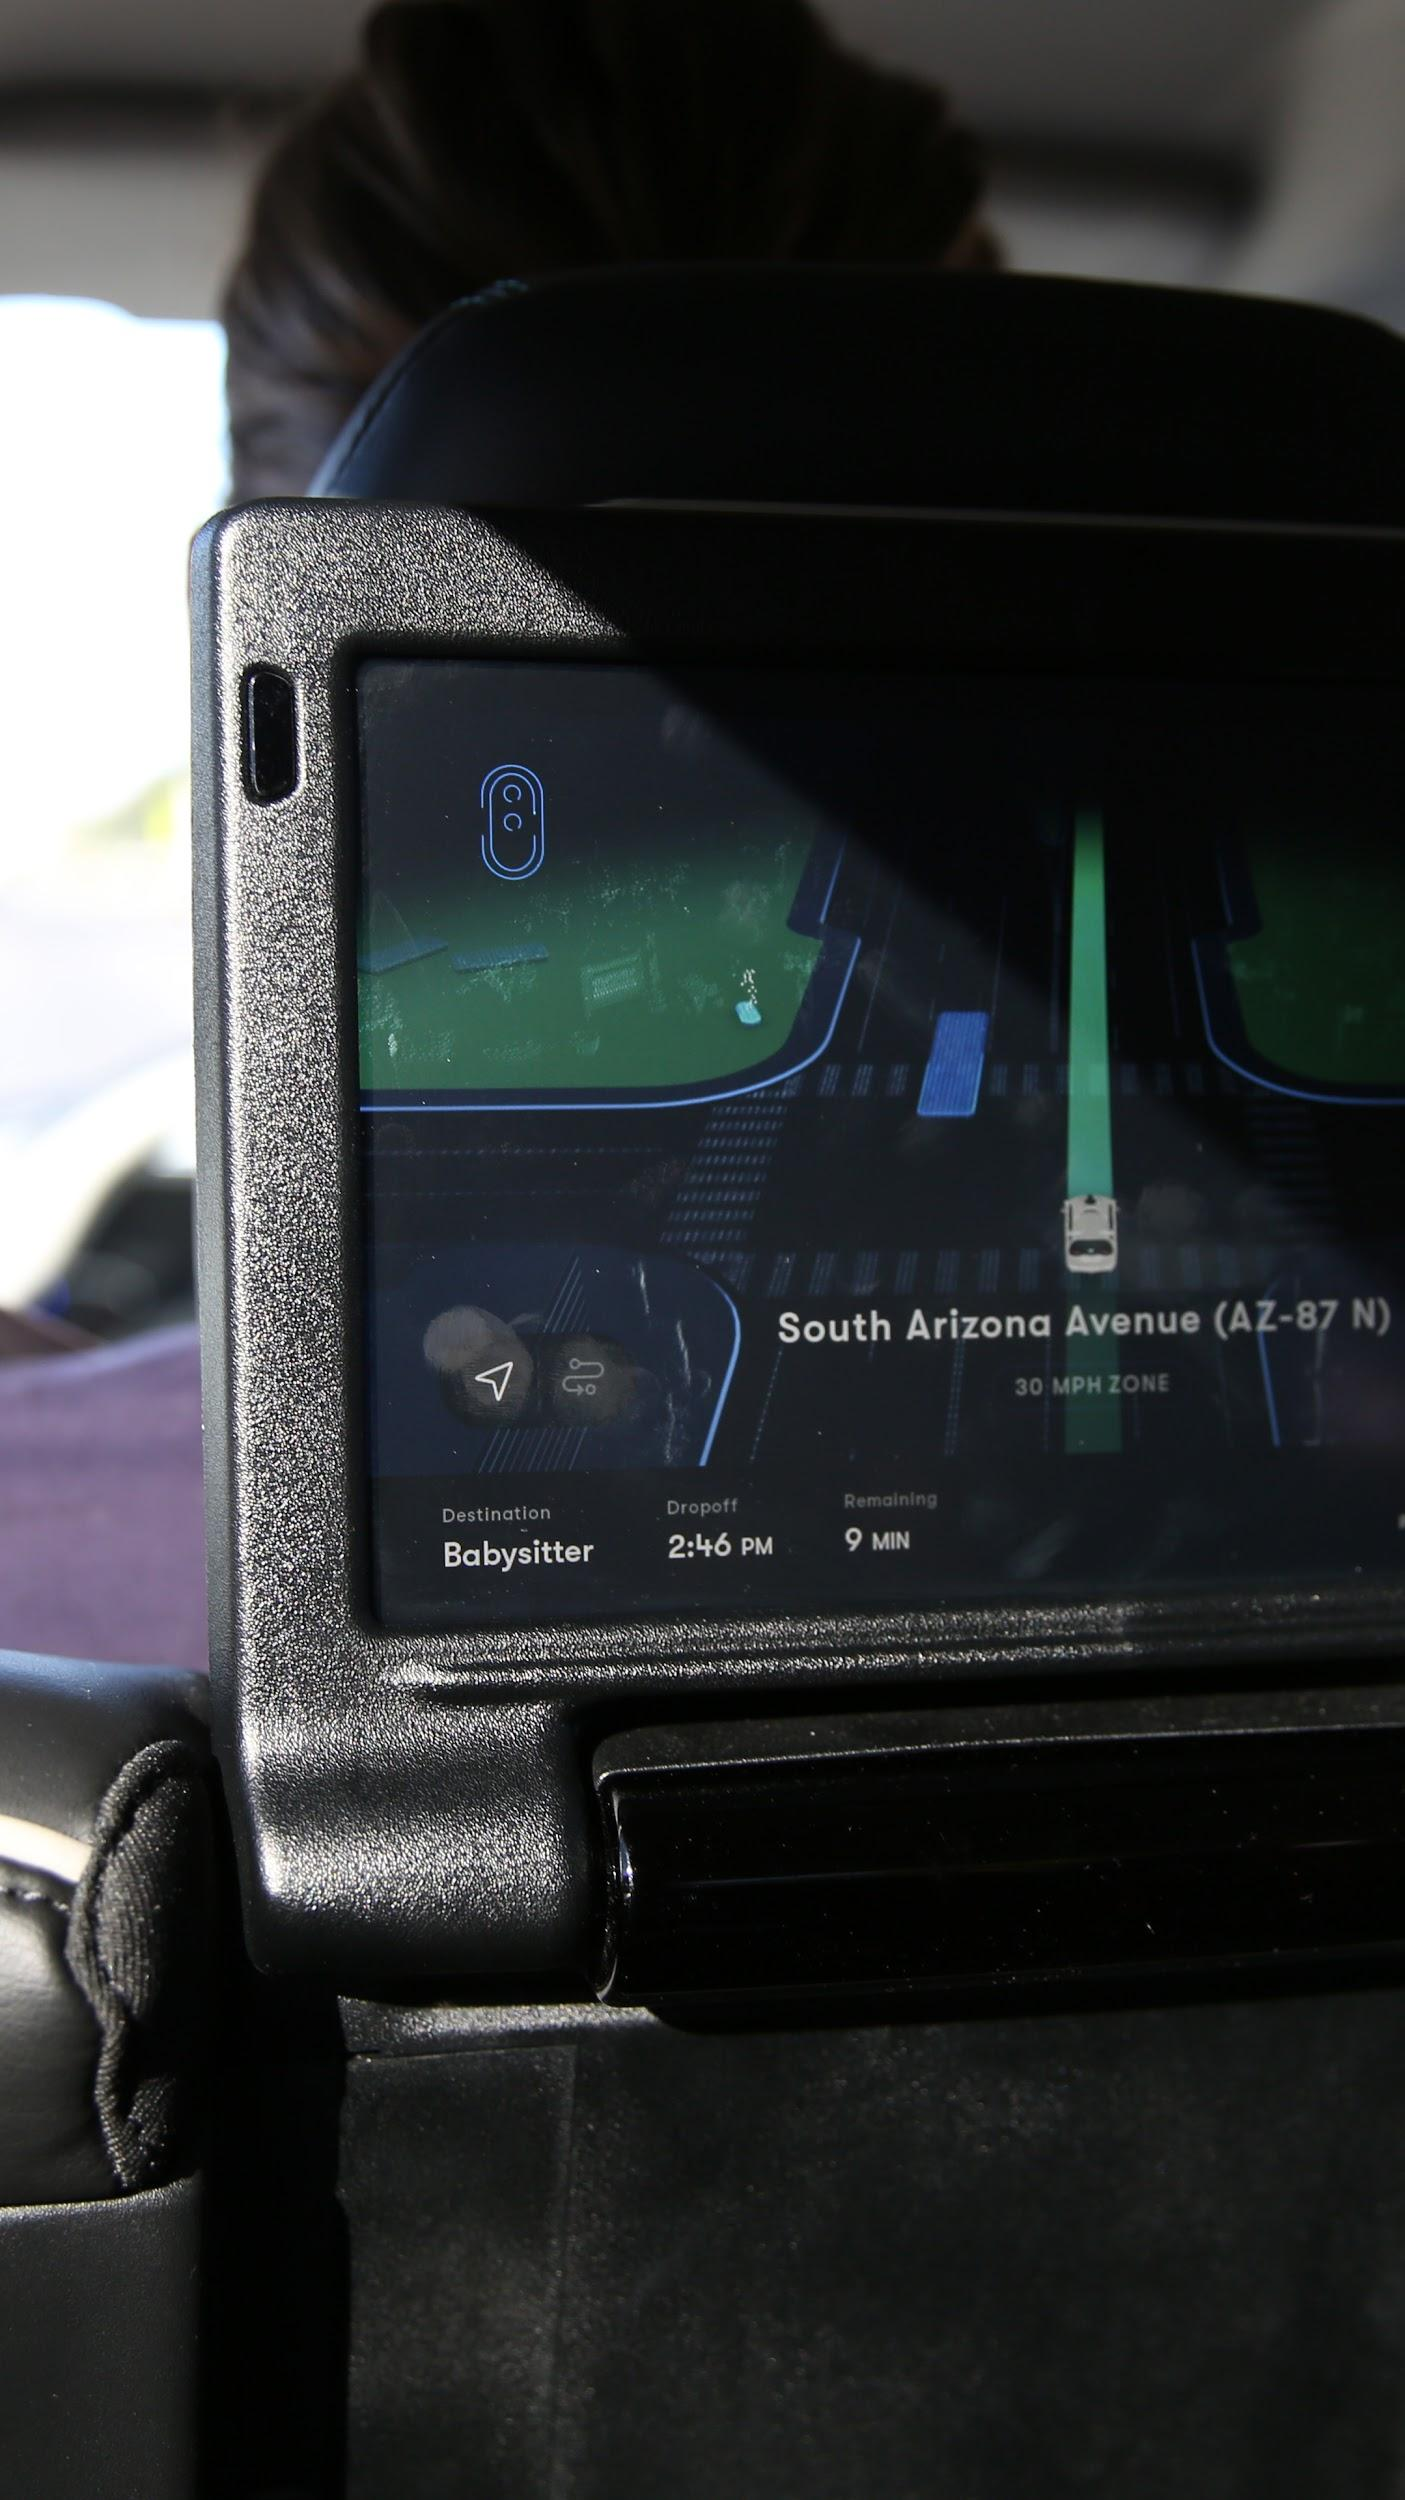 South Arizona Avenue (AZ-87 N)
30 MPH ZONE
Destination Dropoff Remaining
Babysitter 2:46 PM 9 MIN